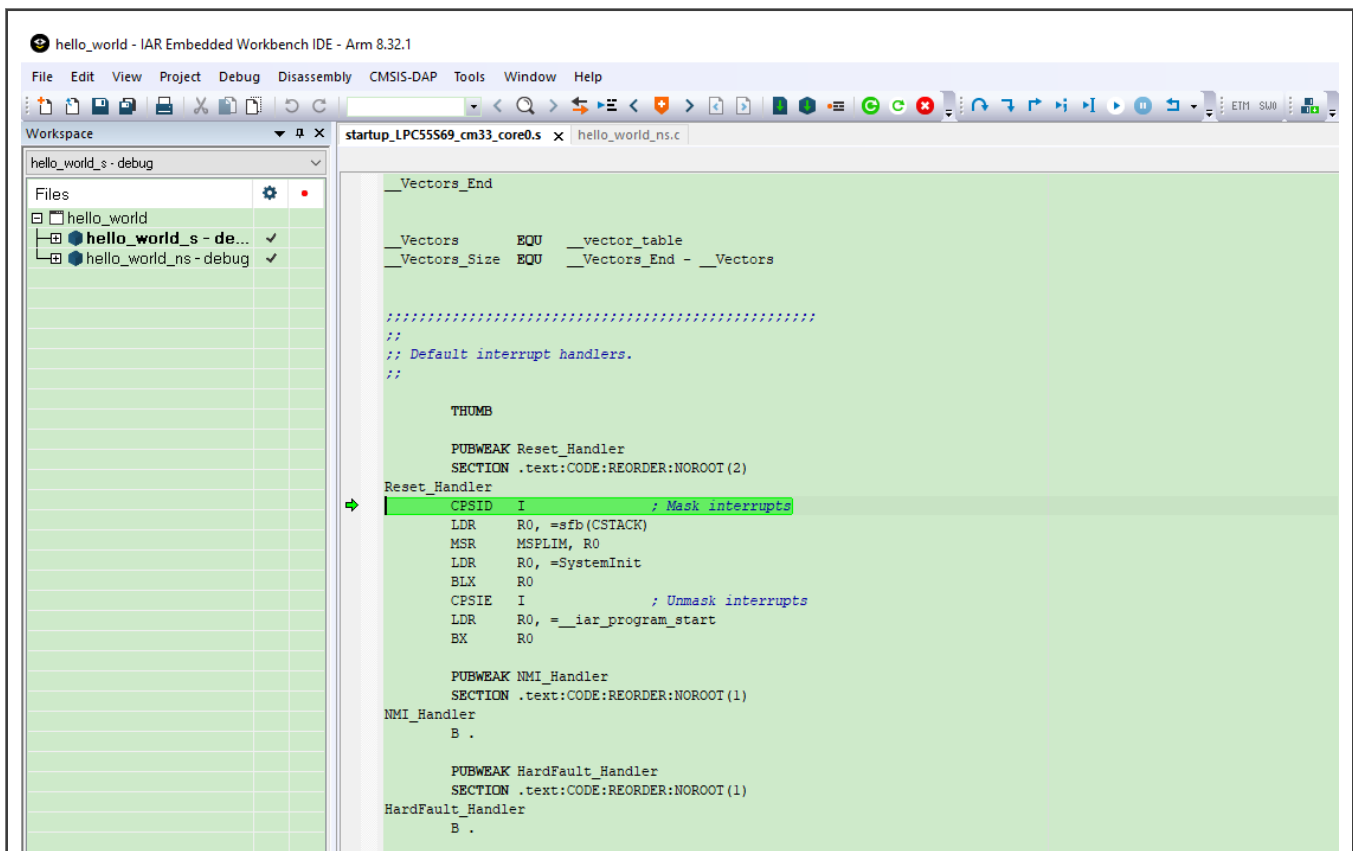 hello_world - IAR Embedded Workbench IDE - Arm 8.32.1
File Edit View Project Debug Disassembly CMSIS-DAP Tools Window Help
ETM SWO
Workspace
startup_LPC55S69_cm33_core0.s x hello_world_ns.c
hello_world_s - debug
Files
hello_world
hello_world_s - de...
hello_world_ns - debug
__Vectors_End
__Vectors EQU __vector_table
__Vectors_Size EQU __Vectors_End - __Vectors
;;;;;;;;;;;;;;;;;;;;;;;;;;;;;;;;;;;;;;;;;;;;;;;;;;;;
;;
;; Default interrupt handlers.
;;
THUMB
PUBWEAK Reset_Handler
SECTION .text:CODE:REORDER:NOROOT(2)
Reset_Handler
CPSID I ; Mask interrupts
LDR R0, =sfb(CSTACK)
MSR MSPLIM, R0
LDR R0, =SystemInit
BLX R0
CPSIE I ; Unmask interrupts
LDR R0, =__iar_program_start
BX R0
PUBWEAK NMI_Handler
SECTION .text:CODE:REORDER:NOROOT(1)
NMI_Handler
B .
PUBWEAK HardFault_Handler
SECTION .text:CODE:REORDER:NOROOT(1)
HardFault_Handler
B .